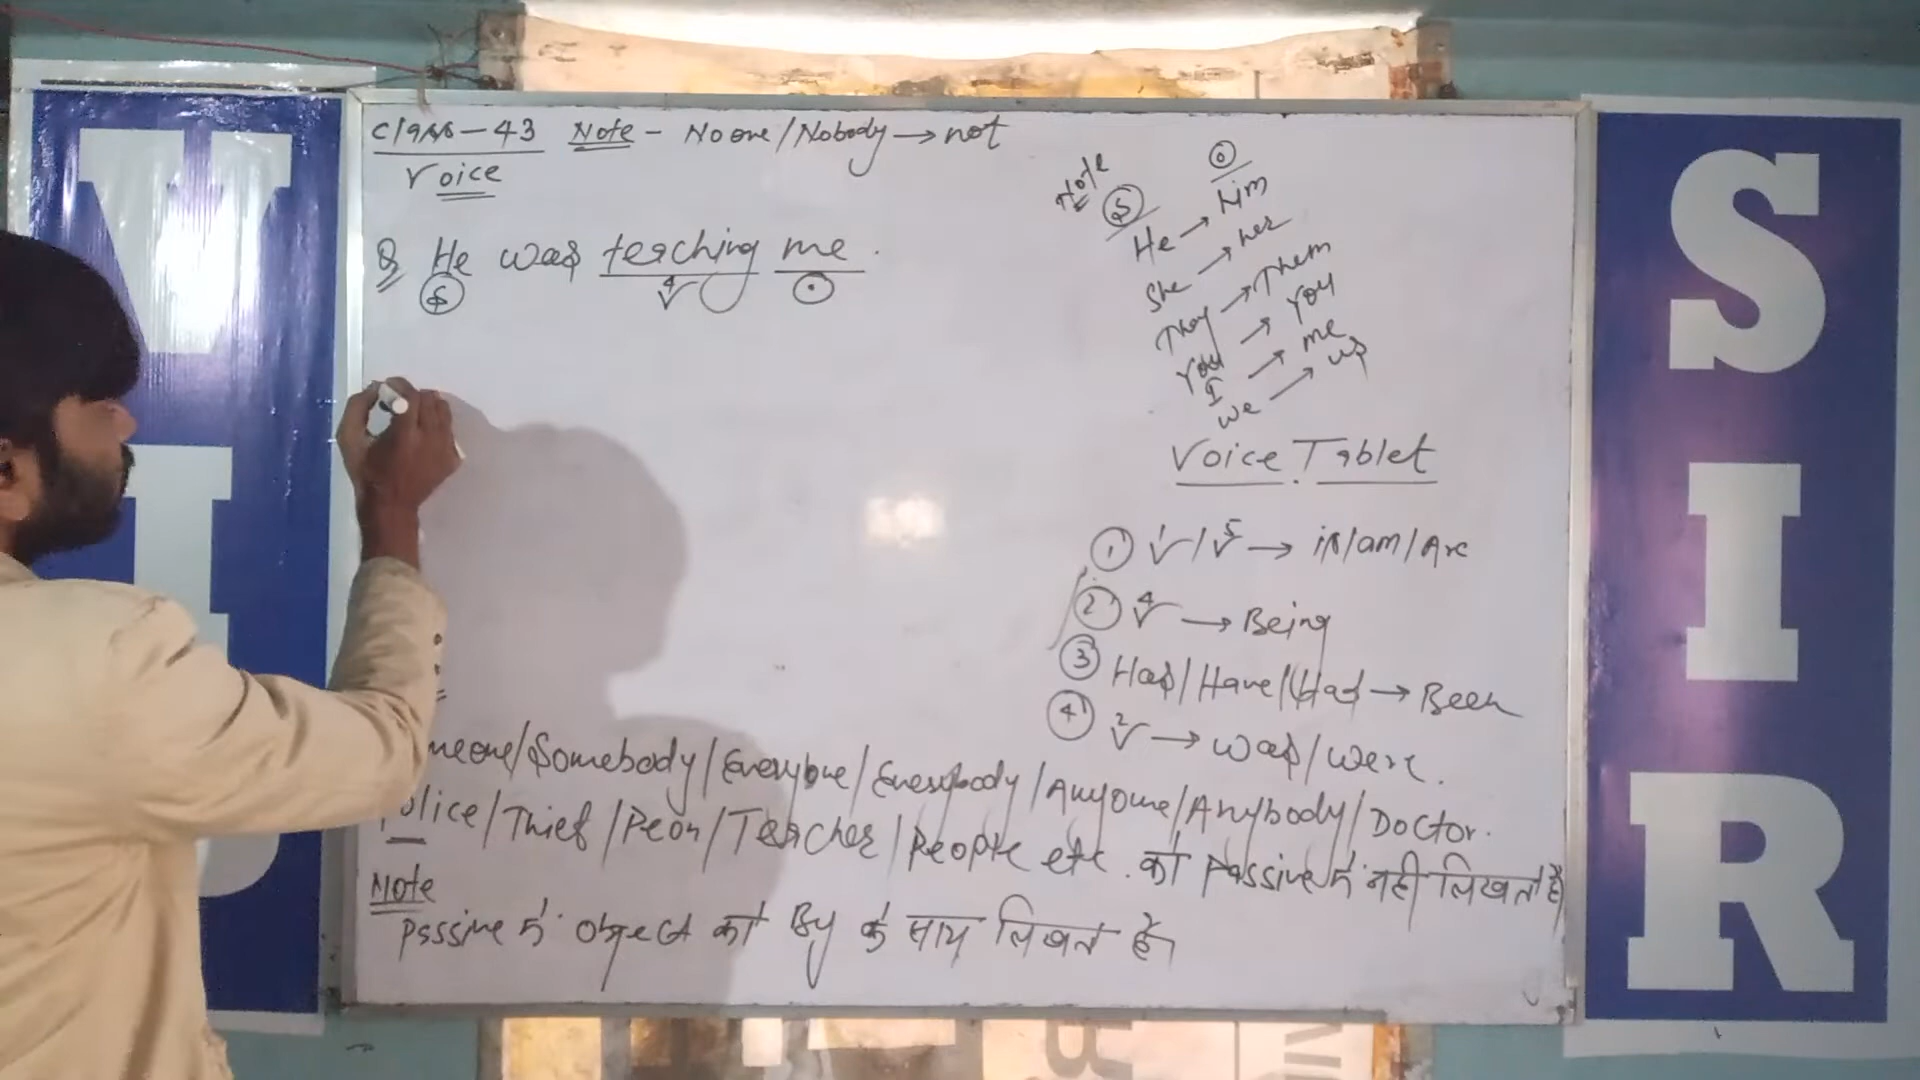 Class-43 Note - No one/Nobody → not
Voice
Q He was teaching me.
S V4 O
Note
S O
He → him
She → her
They → Them
You → You
I → me
We → us
Voice Tablet
① V1/V5 → is/am/Are
② V4 → Being
③ Has/Have/Had → Been
④ V2 → was/were.
meone/Somebody/Everyone/Everybody/Anyone/Anybody/Doctor.
Police/Thief/Peon/Teacher/People etc. को Passive में नही लिखते है
Note
Passive में object को By के साथ लिखते है
SIR